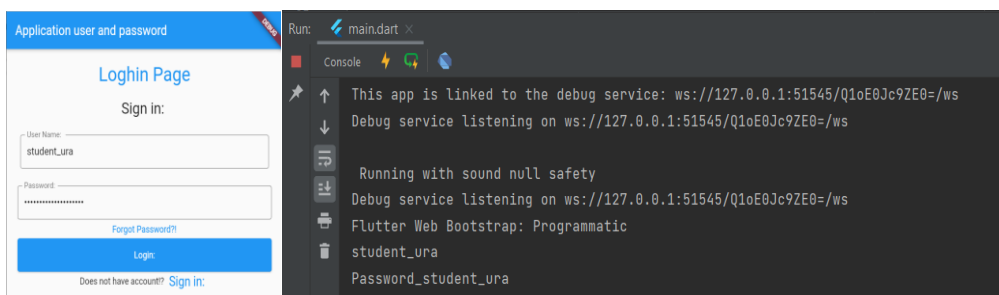 Application user and password
DEBUG
Loghin Page
Sign in:
User Name:
student_ura
Password:
••••••••••••••••••••
Forgot Password?!
Login:
Does not have account!? Sign in:
Run: main.dart
Console
This app is linked to the debug service: ws://127.0.0.1:51545/Q1oE0Jc9ZE0=/ws
Debug service listening on ws://127.0.0.1:51545/Q1oE0Jc9ZE0=/ws
Running with sound null safety
Debug service listening on ws://127.0.0.1:51545/Q1oE0Jc9ZE0=/ws
Flutter Web Bootstrap: Programmatic
student_ura
Password_student_ura